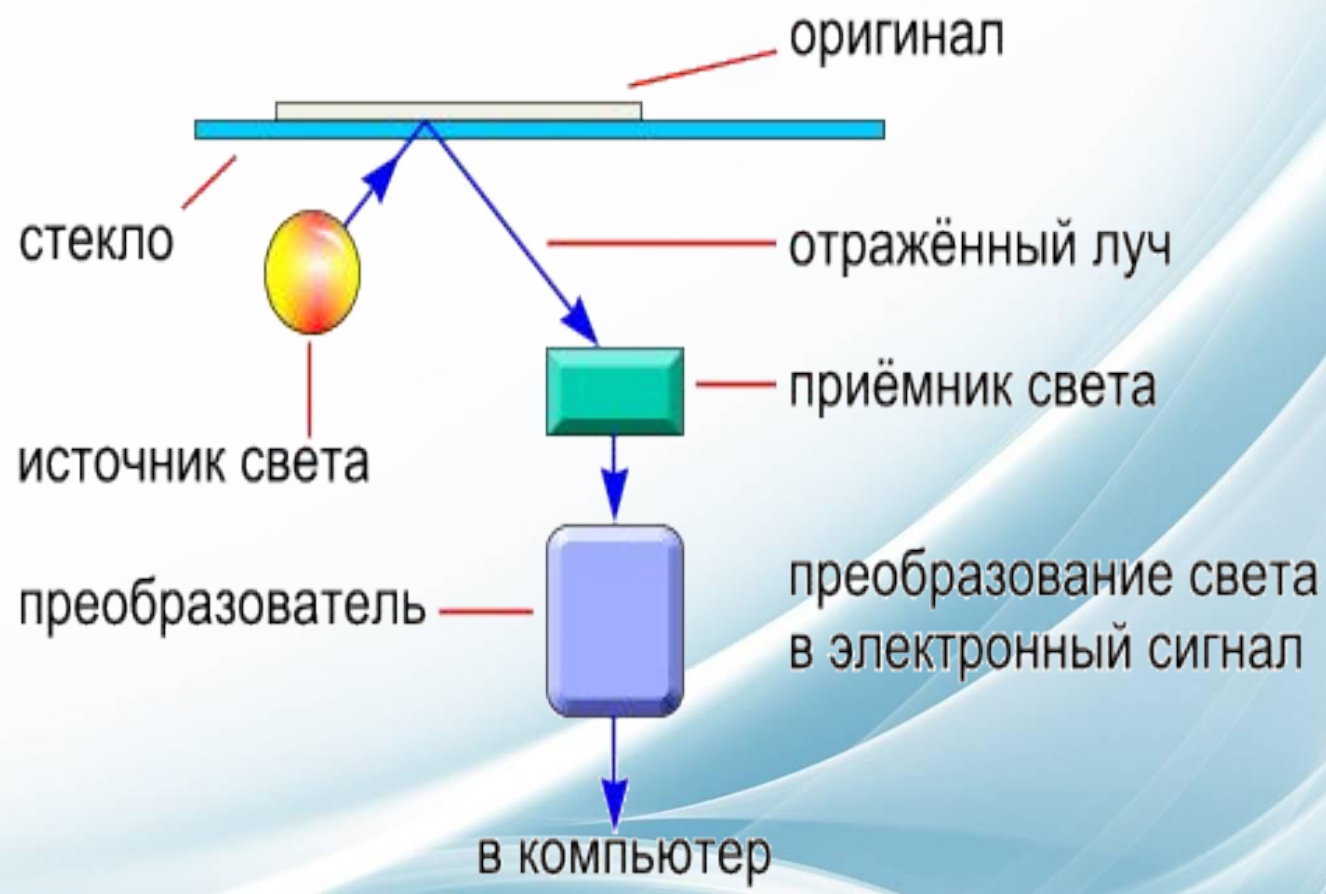 оригинал
стекло
отражённый луч
приёмник света
источник света
преобразователь
преобразование света
в электронный сигнал
в компьютер